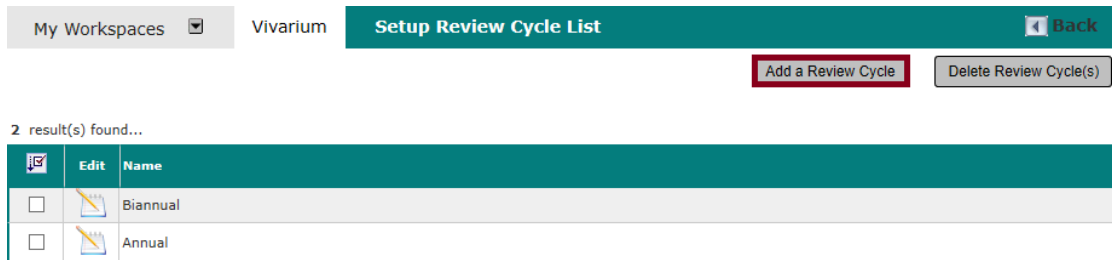 My Workspaces Vivarium Setup Review Cycle List Back
Add a Review Cycle Delete Review Cycle(s)
2 result(s) found...
Edit Name
Biannual
Annual